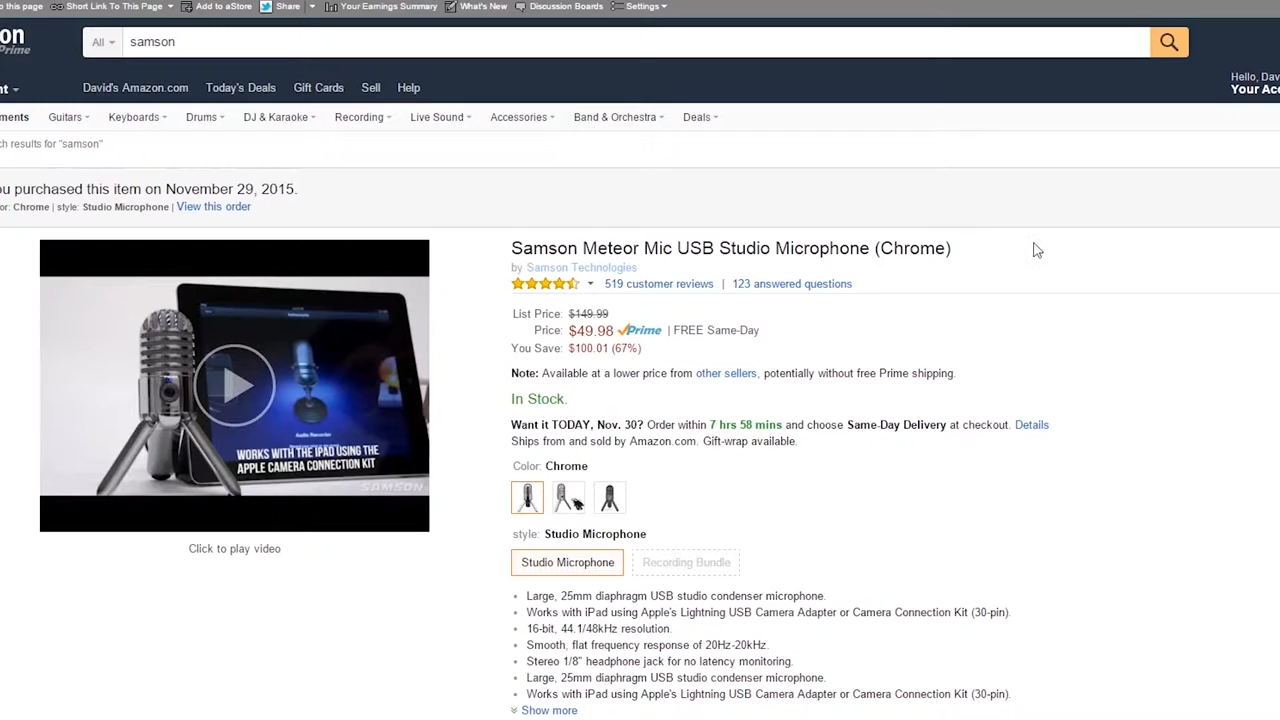 o this page Short Link To This Page Add to aStore Share Your Earnings Summary What's New Discussion Boards Settings
on
Prime
All samson
Hello, Dav
nt David's Amazon.com Today's Deals Gift Cards Sell Help Your Acc
ments Guitars Keyboards Drums DJ & Karaoke Recording Live Sound Accessories Band & Orchestra Deals
ch results for "samson"
ou purchased this item on November 29, 2015.
or: Chrome | style: Studio Microphone | View this order
Samson Meteor Mic USB Studio Microphone (Chrome)
by Samson Technologies
519 customer reviews | 123 answered questions
List Price: $149.99
Price: $49.98 Prime | FREE Same-Day
You Save: $100.01 (67%)
Note: Available at a lower price from other sellers, potentially without free Prime shipping.
In Stock.
Want it TODAY, Nov. 30? Order within 7 hrs 58 mins and choose Same-Day Delivery at checkout. Details
Ships from and sold by Amazon.com. Gift-wrap available.
Audio Recorder
WORKS WITH THE IPAD USING THE
APPLE CAMERA CONNECTION KIT
SAMSON
Click to play video
Color: Chrome
style: Studio Microphone
Studio Microphone Recording Bundle
• Large, 25mm diaphragm USB studio condenser microphone.
• Works with iPad using Apple's Lightning USB Camera Adapter or Camera Connection Kit (30-pin).
• 16-bit, 44.1/48kHz resolution.
• Smooth, flat frequency response of 20Hz-20kHz.
• Stereo 1/8" headphone jack for no latency monitoring.
• Large, 25mm diaphragm USB studio condenser microphone.
• Works with iPad using Apple's Lightning USB Camera Adapter or Camera Connection Kit (30-pin).
Show more